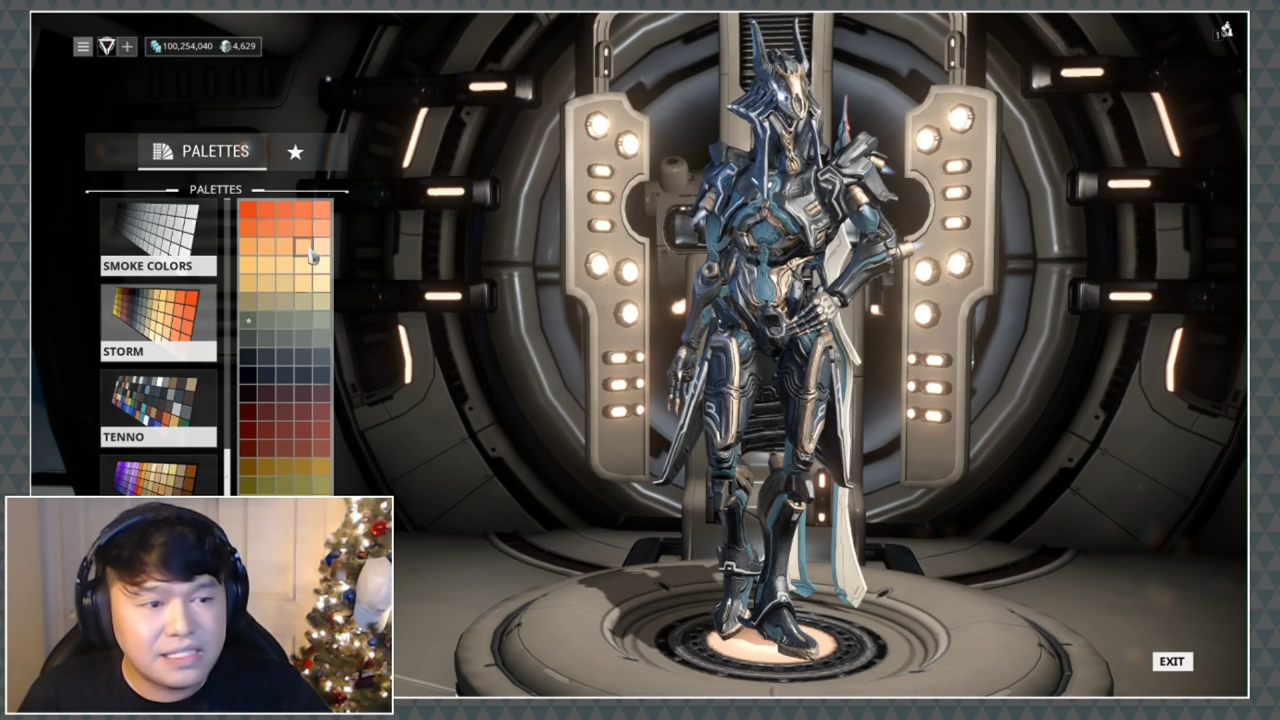 100,254,040 4,629
PALETTES
PALETTES
SMOKE COLORS
STORM
TENNO
EXIT